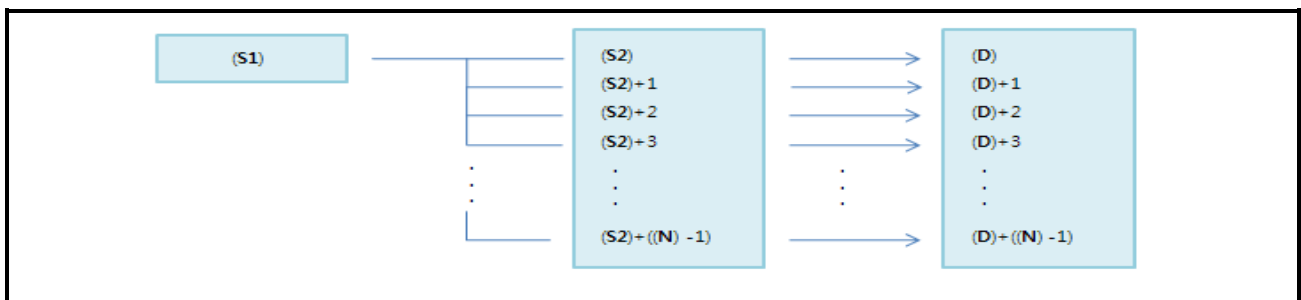 (S1) (S2) (D)
(S2)+1 (D)+1
(S2)+2 (D)+2
(S2)+3 (D)+3
(S2)+((N) -1) (D)+((N) -1)